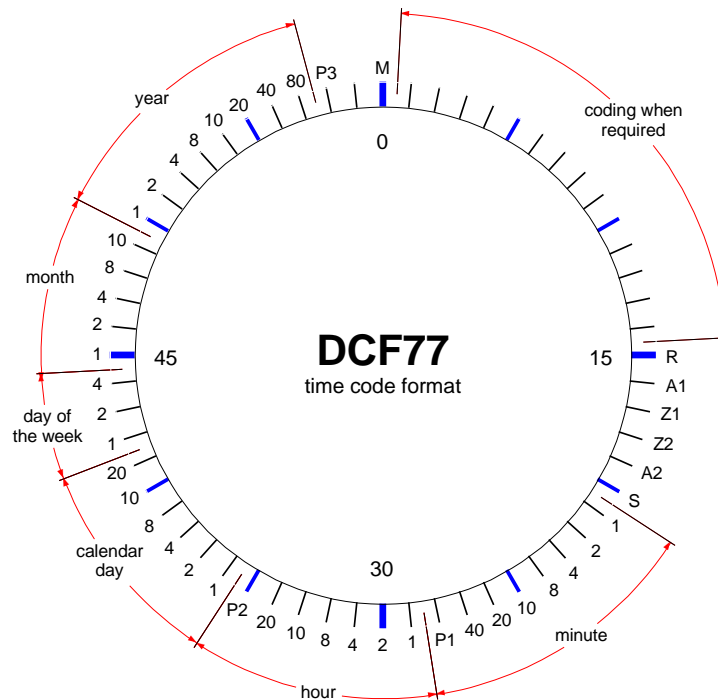 DCF77
time code format
M
0
coding when
required
15
R
A1
Z1
Z2
A2
S
1
2
4
8
10
20
40
P1
minute
1
2
30
4
8
10
20
P2
hour
1
2
4
8
10
20
calendar
day
1
2
4
day of
the week
1
45
2
4
8
10
month
1
2
4
8
10
20
40
80
year
P3